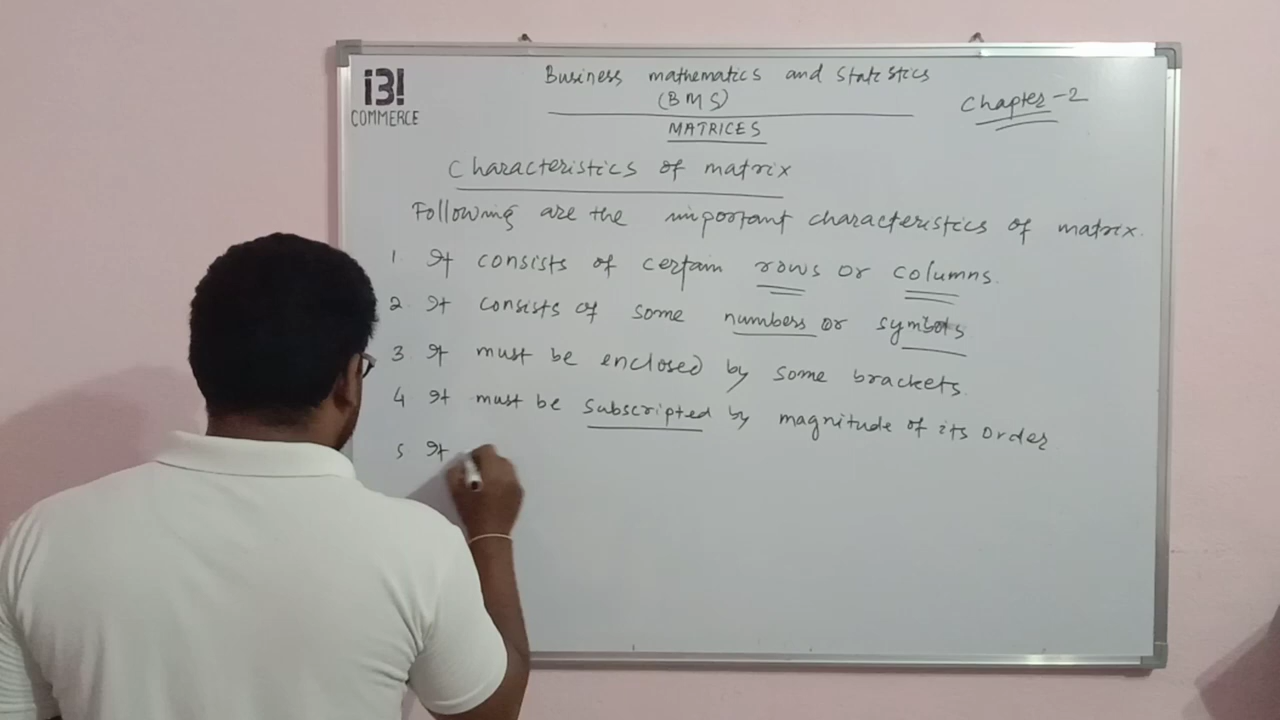 i3!
COMMERCE
Business mathematics and Statistics
(BMS)
Chapter-2
MATRICES
Characteristics of matrix
Following are the important characteristics of matrix.
1 It consists of certain rows or columns.
2 It consists of some numbers or symbols
3 It must be enclosed by some brackets.
4 It must be subscripted by magnitude of its order
5 It